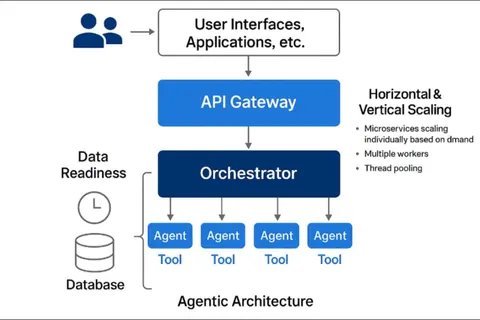 User Interfaces,
Applications, etc.
API Gateway
Horizontal &
Vertical Scaling
• Microservices scaling
individually based on dmand
• Multiple workers
• Thread pooling
Data
Readiness
Orchestrator
Agent Agent Agent Agent
Tool Tool Tool Tool
Database
Agentic Architecture